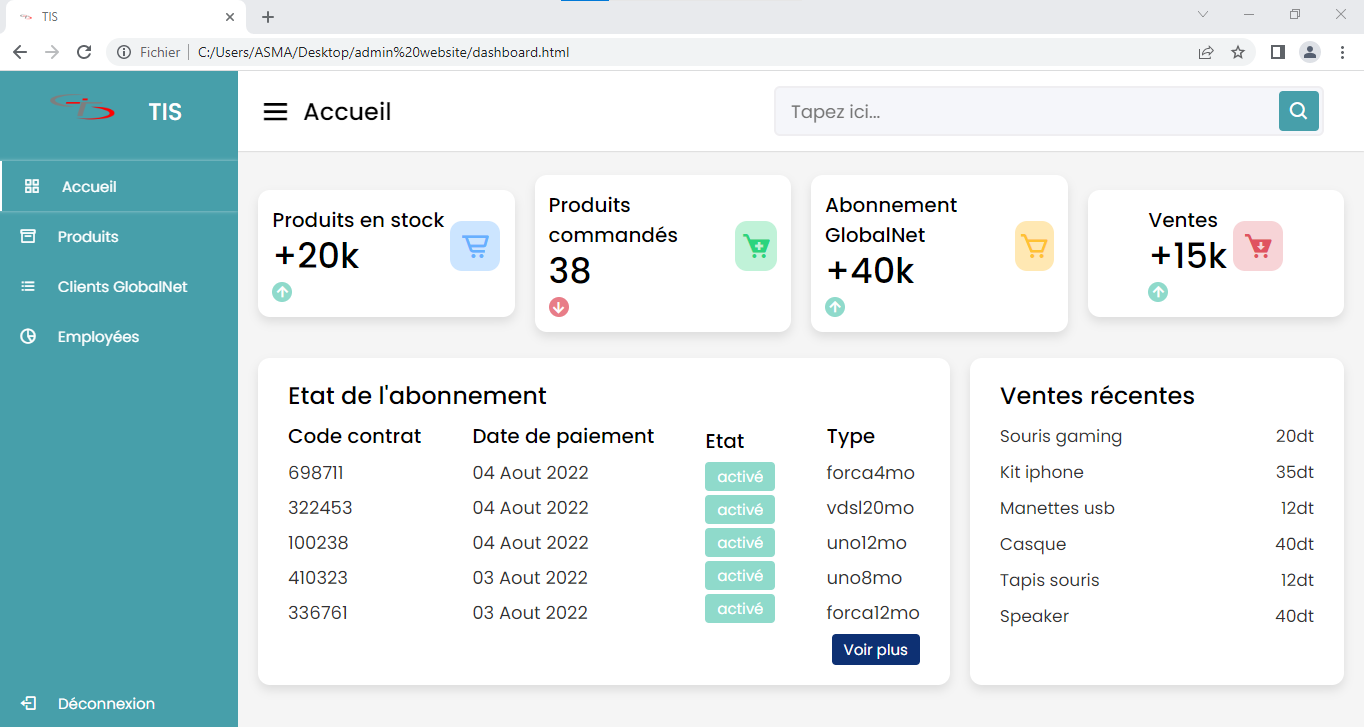 TIS
Fichier C:/Users/ASMA/Desktop/admin%20website/dashboard.html
TIS
Accueil
Tapez ici...
Accueil
Produits
Clients GlobalNet
Employées
Déconnexion
Produits en stock
+20k
Produits
commandés
38
Abonnement
GlobalNet
+40k
Ventes
+15k
Etat de l'abonnement
Code contrat Date de paiement Etat Type
698711 04 Aout 2022 activé forca4mo
322453 04 Aout 2022 activé vdsl20mo
100238 04 Aout 2022 activé uno12mo
410323 03 Aout 2022 activé uno8mo
336761 03 Aout 2022 activé forca12mo
Voir plus
Ventes récentes
Souris gaming 20dt
Kit iphone 35dt
Manettes usb 12dt
Casque 40dt
Tapis souris 12dt
Speaker 40dt